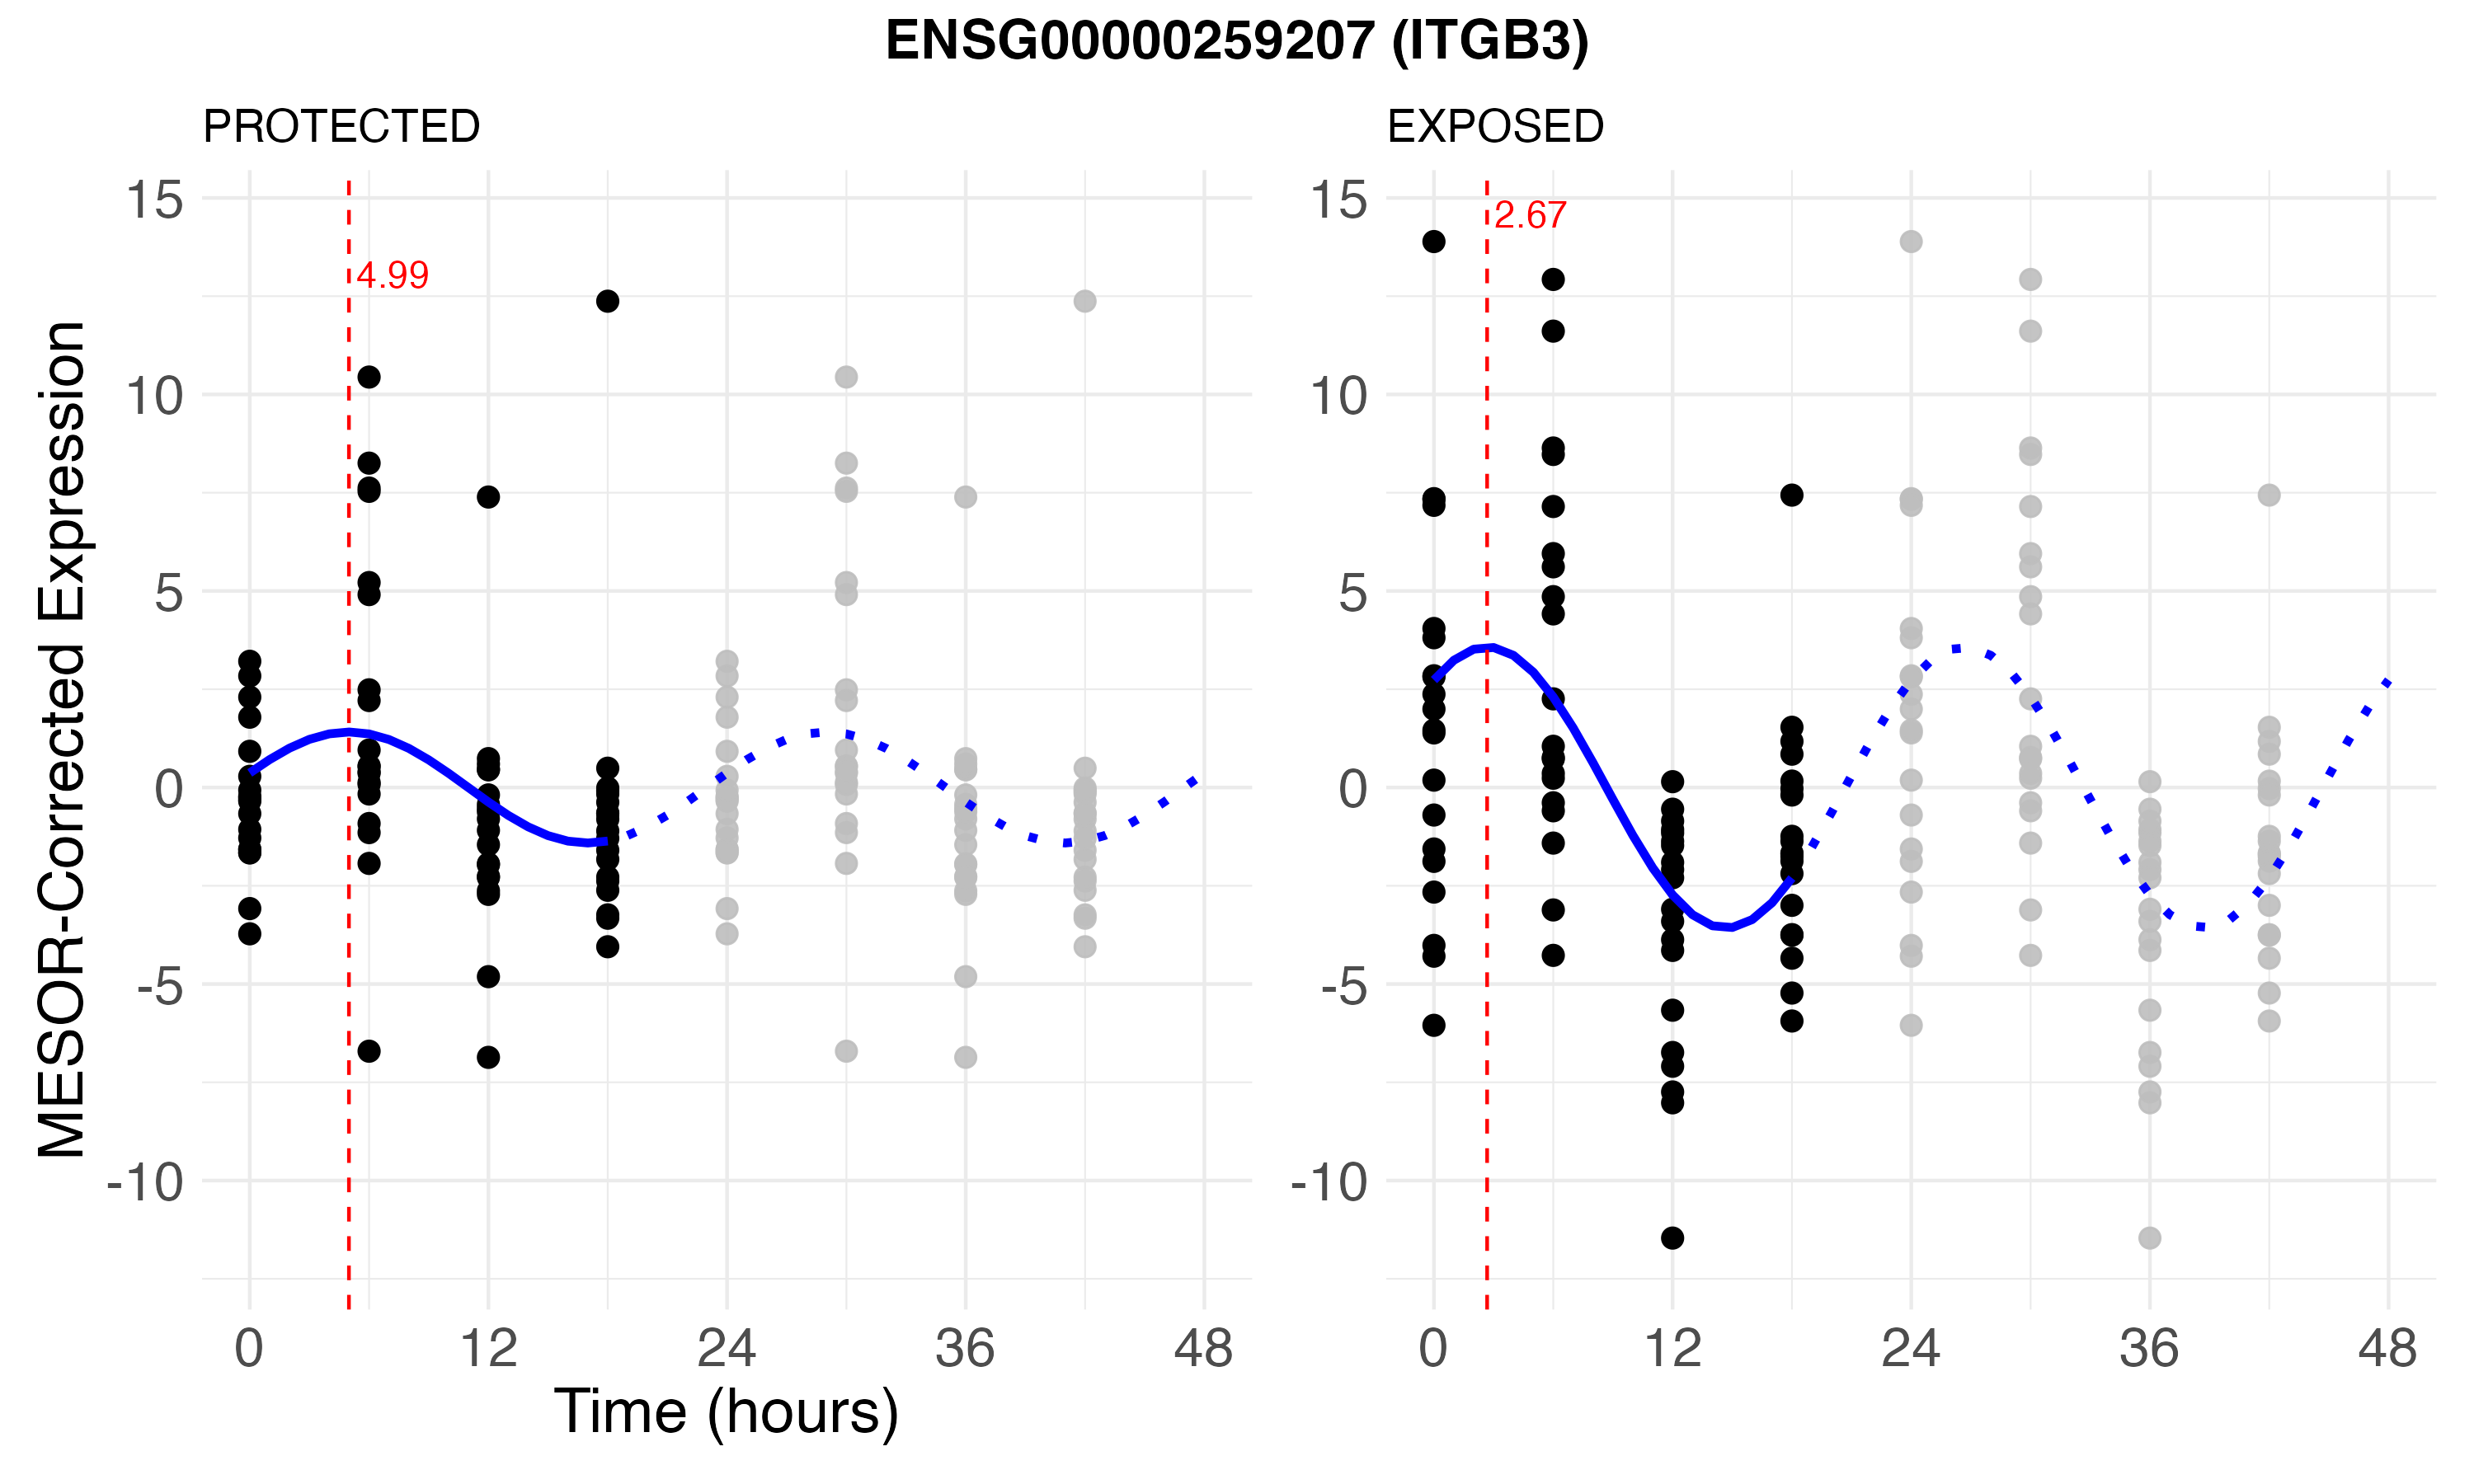 ENSG00000259207 (ITGB3)
PROTECTED
EXPOSED
MESOR-Corrected Expression
15
10
5
0
-5
-10
4.99
0 12 24 36 48
Time (hours)
15
10
5
0
-5
-10
2.67
0 12 24 36 48